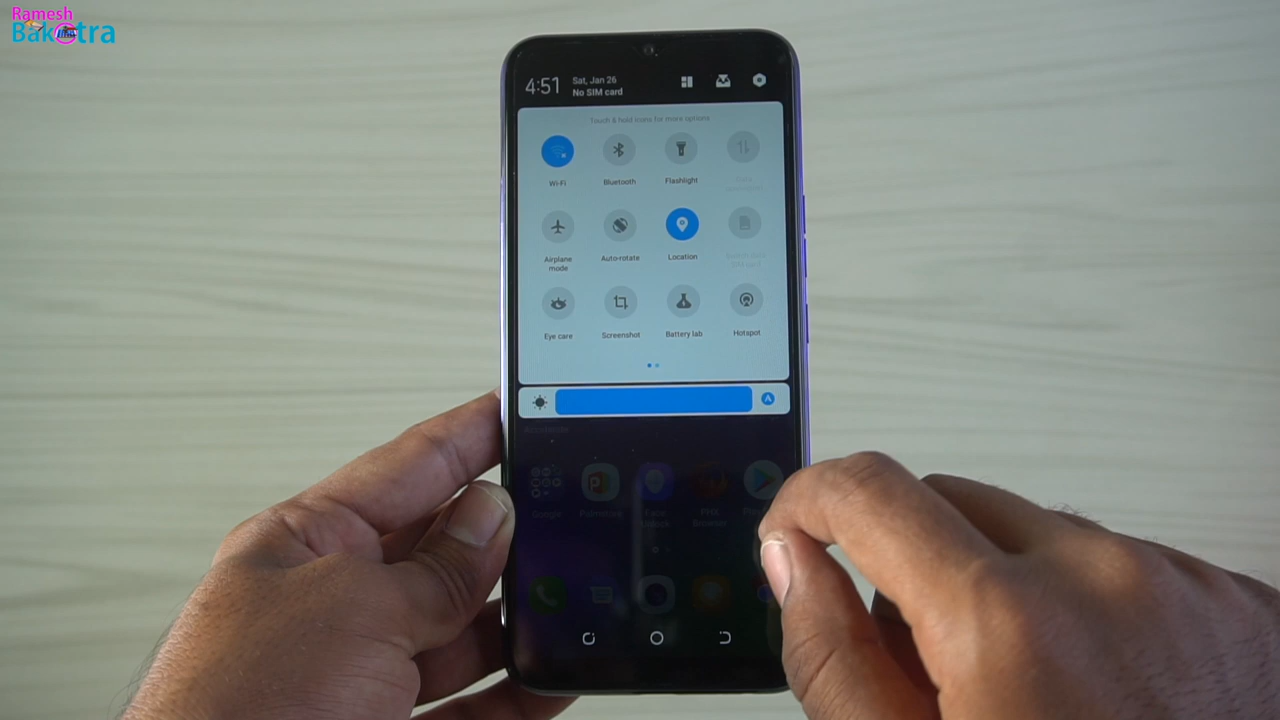 Ramesh
Bakotra
4:51
Sat, Jan 26
No SIM card
Touch & hold icons for more options
Wi-Fi
Bluetooth
Flashlight
Airplane
mode
Auto-rotate
Location
Eye care
Screenshot
Battery lab
Hotspot
Google